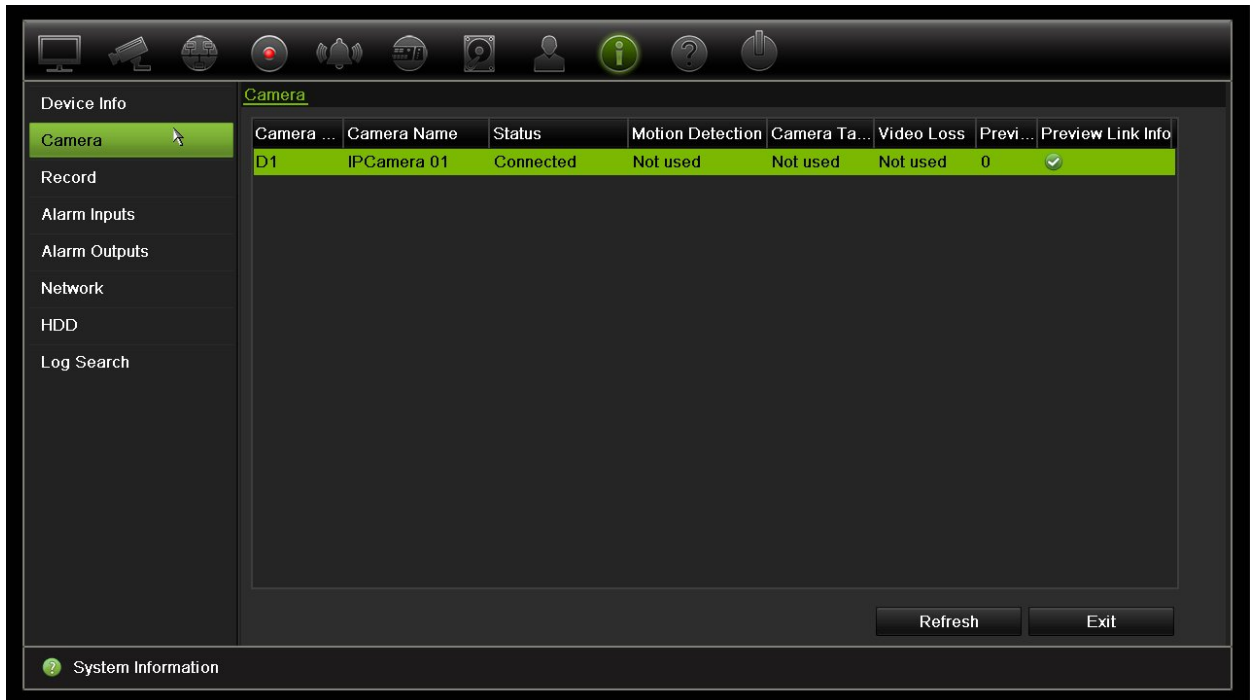 Device Info
Camera
Record
Alarm Inputs
Alarm Outputs
Network
HDD
Log Search
Camera
Camera ... Camera Name Status Motion Detection Camera Ta... Video Loss Previ... Preview Link Info
D1 IPCamera 01 Connected Not used Not used Not used 0
Refresh Exit
? System Information